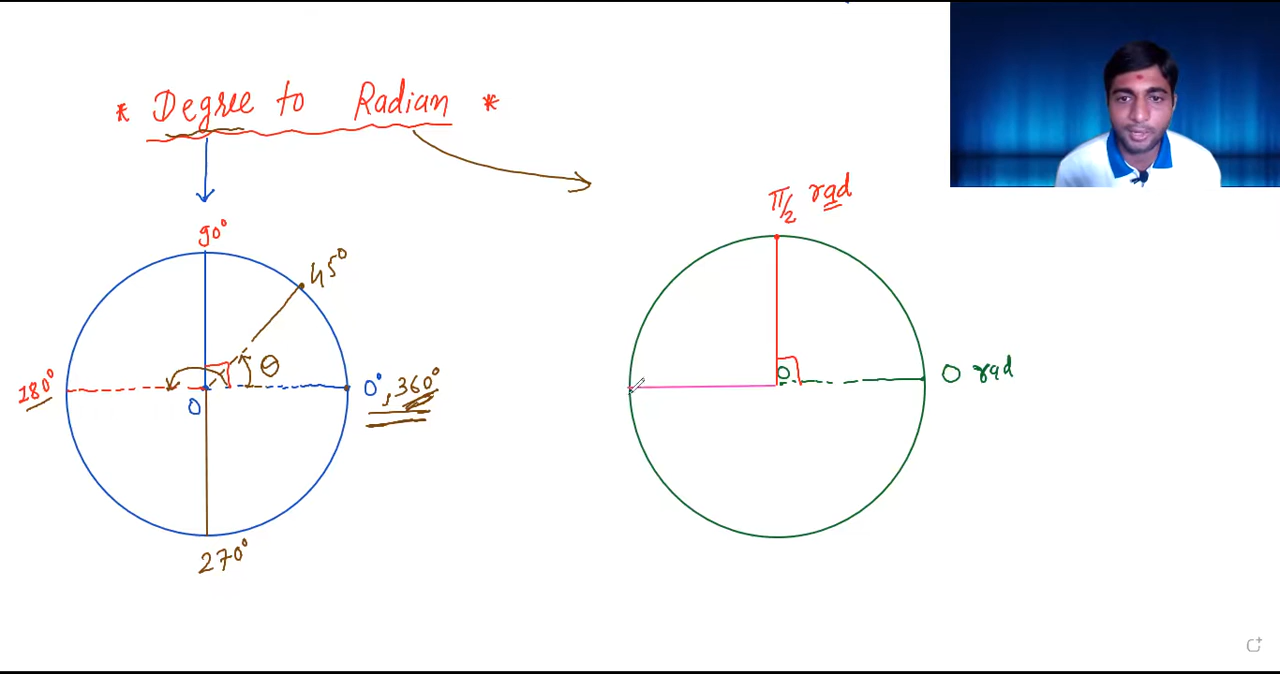 * Degree to Radian *
90°
45°
θ
180°
O
0°, 360°
270°
π/2 rad
O
0 rad